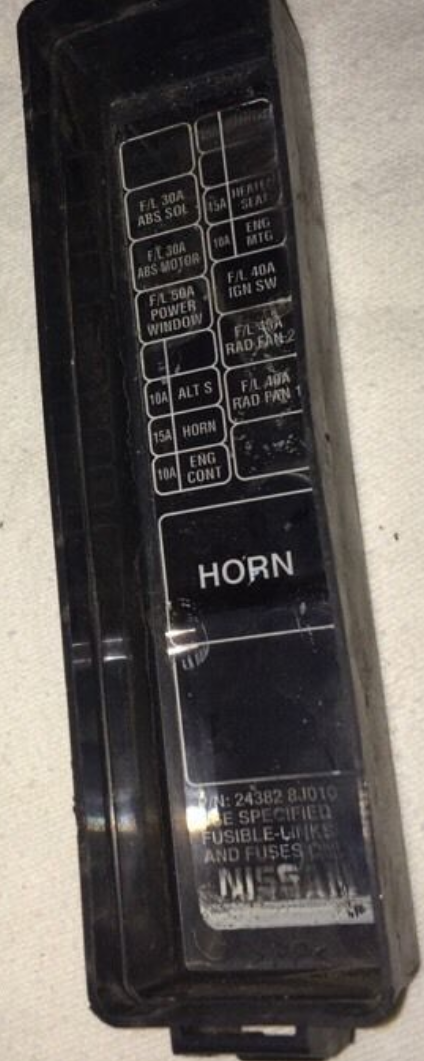 F/L 30A
ABS SOL
F/L 30A
ABS MOTOR
F/L 50A
POWER
WINDOW
10A ALT S
15A HORN
10A ENG
CONT
15A HEATED
SEAT
10A ENG
MTG
F/L 40A
IGN SW
F/L 40A
RAD FAN 2
F/L 40A
RAD FAN 1
HORN
P/N: 24382 8J010
USE SPECIFIED
FUSIBLE-LINKS
AND FUSES
NISSAN